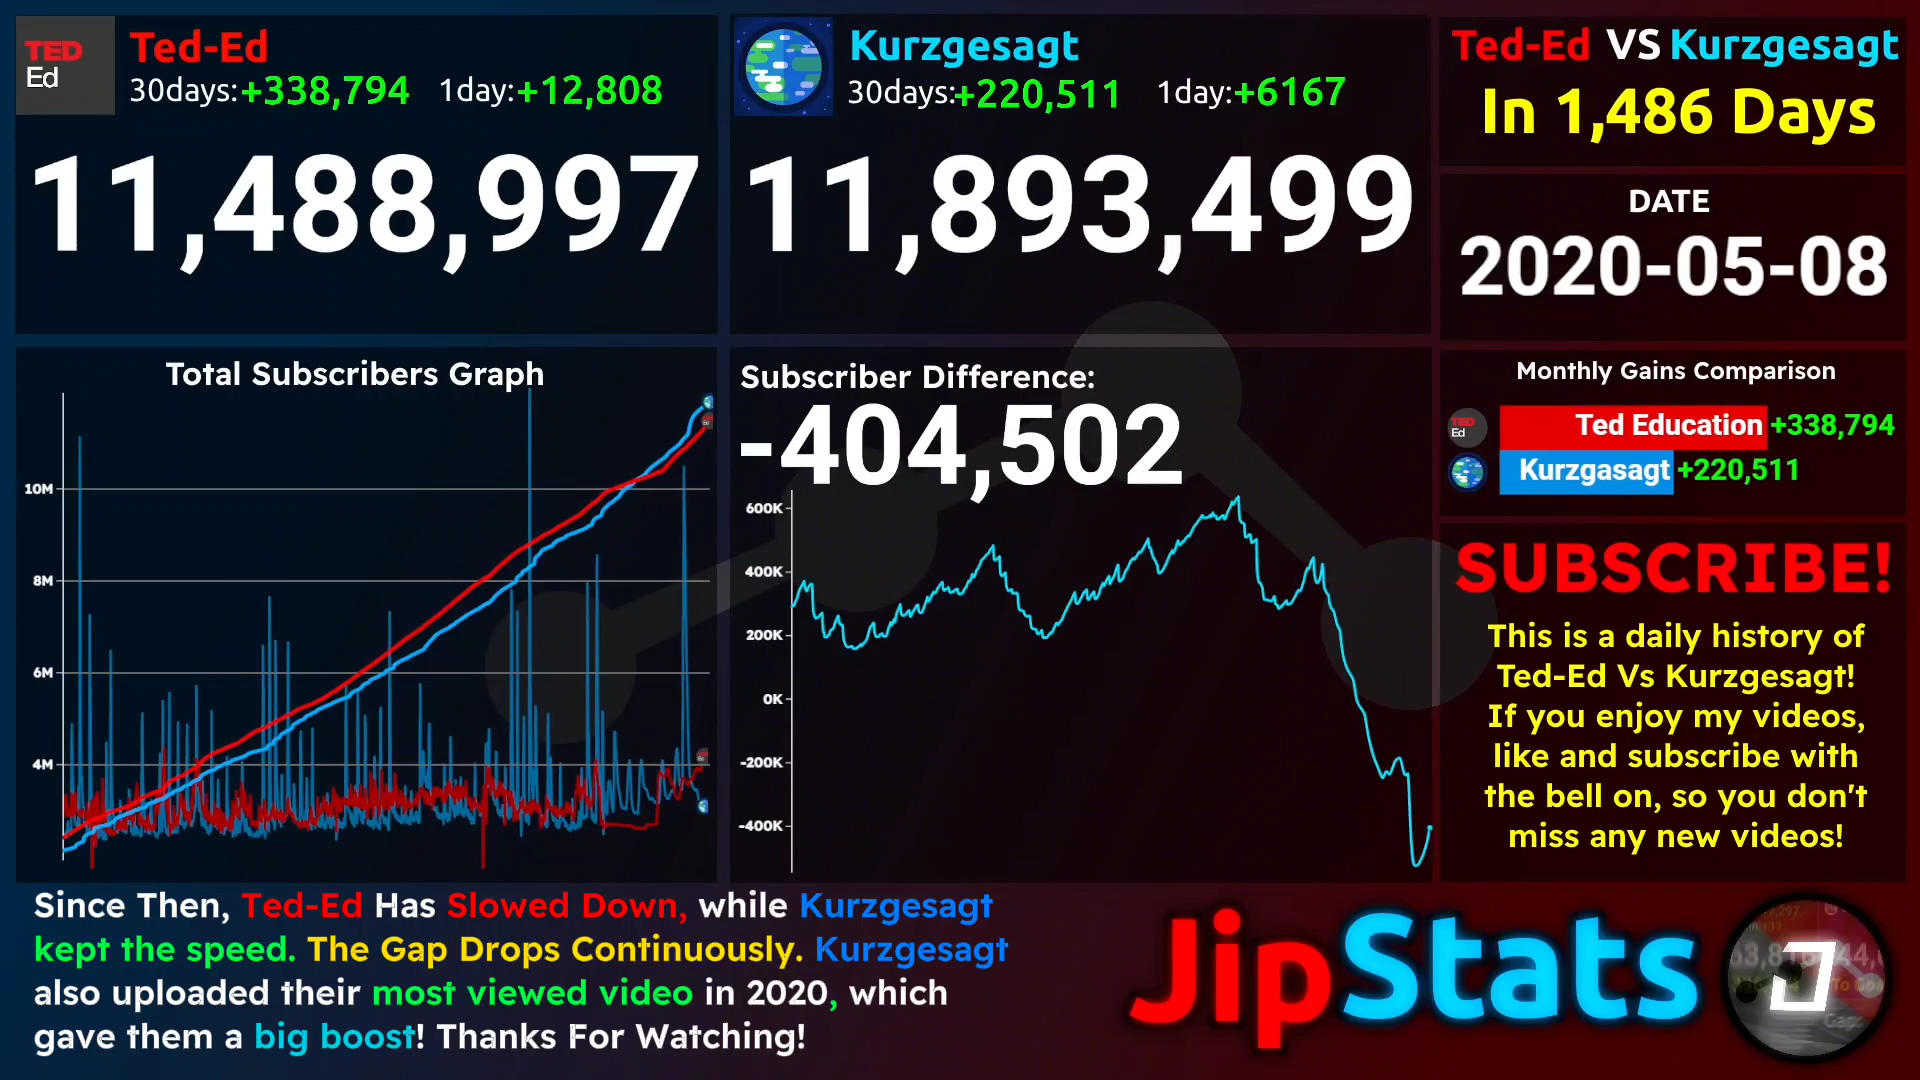 TED
Ed
Ted-Ed
30days:+338,794 1day:+12,808
11,488,997
Kurzgesagt
30days:+220,511 1day:+6167
11,893,499
Ted-Ed VS Kurzgesagt
In 1,486 Days
DATE
2020-05-08
Total Subscribers Graph
10M
8M
6M
4M
Subscriber Difference:
-404,502
600K
400K
200K
0K
-200K
-400K
Monthly Gains Comparison
TED
Ed
Ted Education +338,794
Kurzgasagt +220,511
SUBSCRIBE!
This is a daily history of
Ted-Ed Vs Kurzgesagt!
If you enjoy my videos,
like and subscribe with
the bell on, so you don't
miss any new videos!
Since Then, Ted-Ed Has Slowed Down, while Kurzgesagt
kept the speed. The Gap Drops Continuously. Kurzgesagt
also uploaded their most viewed video in 2020, which
gave them a big boost! Thanks For Watching!
JipStats
J